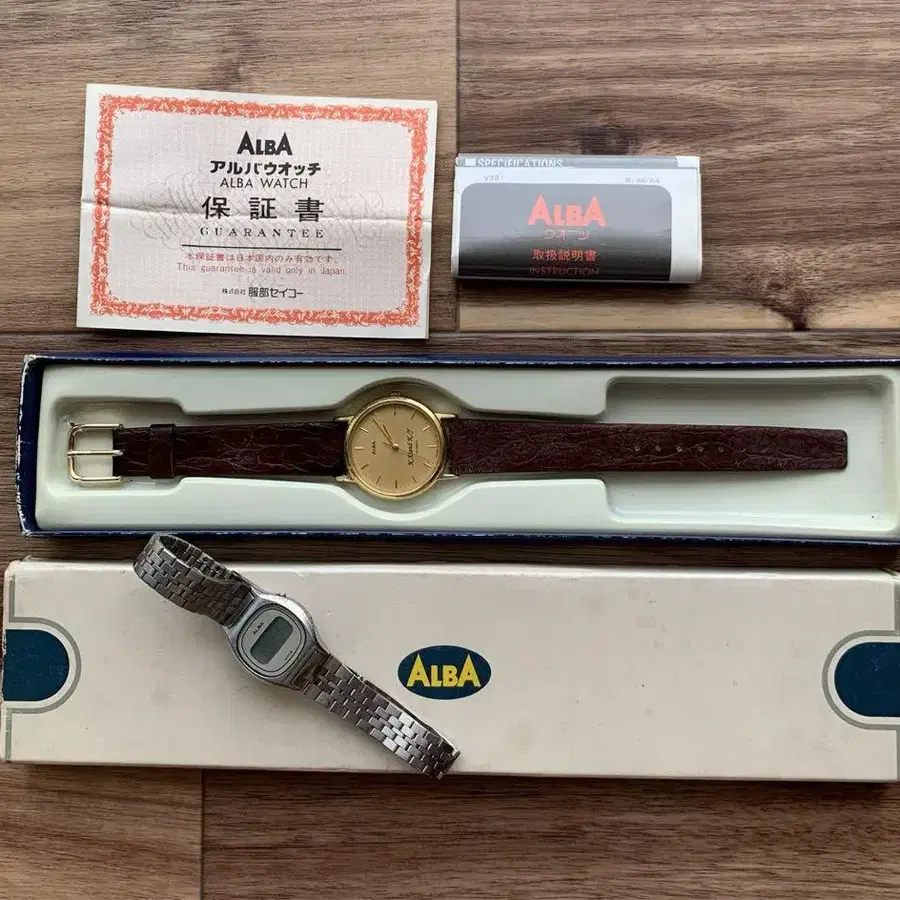 ALBA
アルバウオッチ
ALBA WATCH
保証書
GUARANTEE
本保証書は日本国内のみ有効です。
This guarantee is valid only in Japan.
株式会社 服部セイコー
SPECIFICATIONS
V321
ALBA
クオーツ
取扱説明書
INSTRUCTION
ALBA
ALBA
ALBA